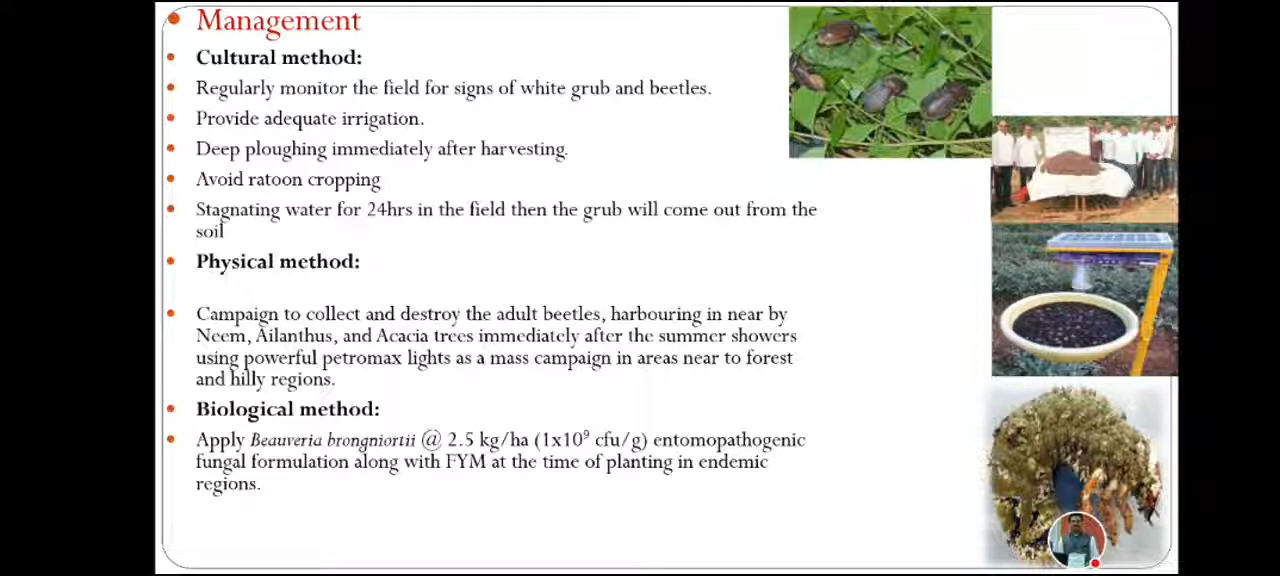 Management
Cultural method:
Regularly monitor the field for signs of white grub and beetles.
Provide adequate irrigation.
Deep ploughing immediately after harvesting.
Avoid ratoon cropping
Stagnating water for 24hrs in the field then the grub will come out from the
soil
Physical method:
Campaign to collect and destroy the adult beetles, harbouring in near by
Neem, Ailanthus, and Acacia trees immediately after the summer showers
using powerful petromax lights as a mass campaign in areas near to forest
and hilly regions.
Biological method:
Apply Beauveria brongniortii @ 2.5 kg/ha (1x10⁹ cfu/g) entomopathogenic
fungal formulation along with FYM at the time of planting in endemic
regions.